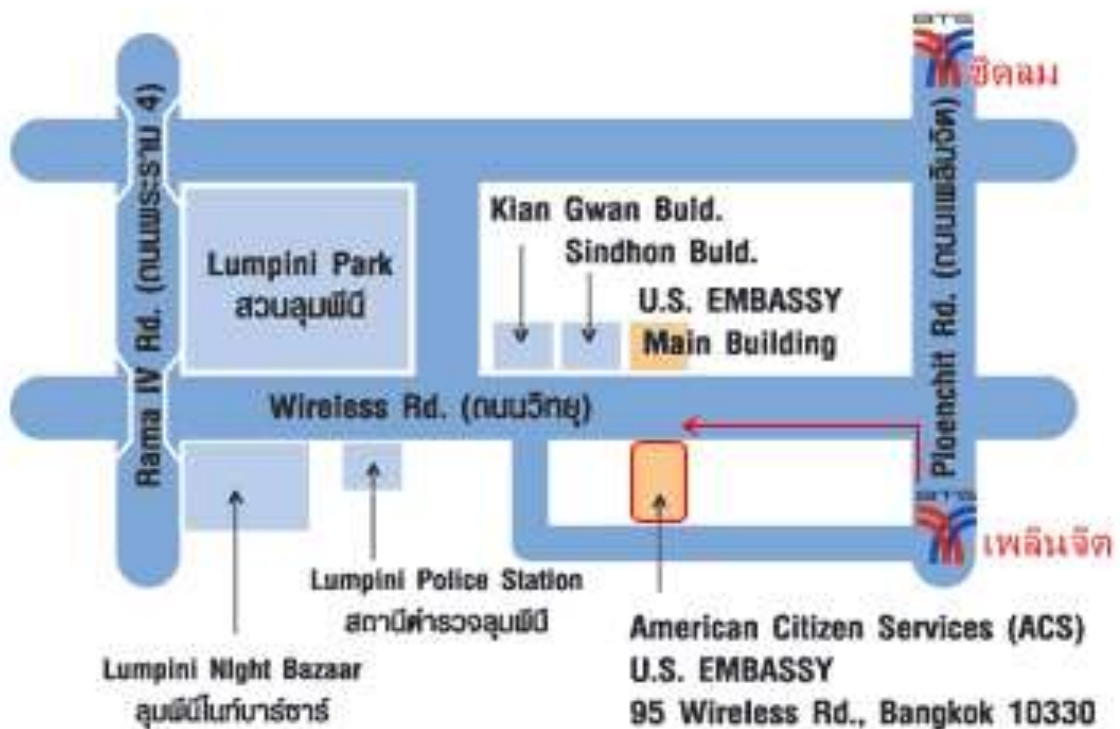 BTS
ชิดลม
Rama IV Rd. (ถนนพระราม 4)
Ploenchit Rd. (ถนนเพลินจิต)
Kian Gwan Buld.
Sindhon Buld.
Lumpini Park
สวนลุมพินี
U.S. EMBASSY
Main Building
Wireless Rd. (ถนนวิทยุ)
BTS
เพลินจิต
Lumpini Police Station
สถานีตำรวจลุมพินี
American Citizen Services (ACS)
U.S. EMBASSY
95 Wireless Rd., Bangkok 10330
Lumpini Night Bazaar
ลุมพินีไนท์บาร์ซาร์